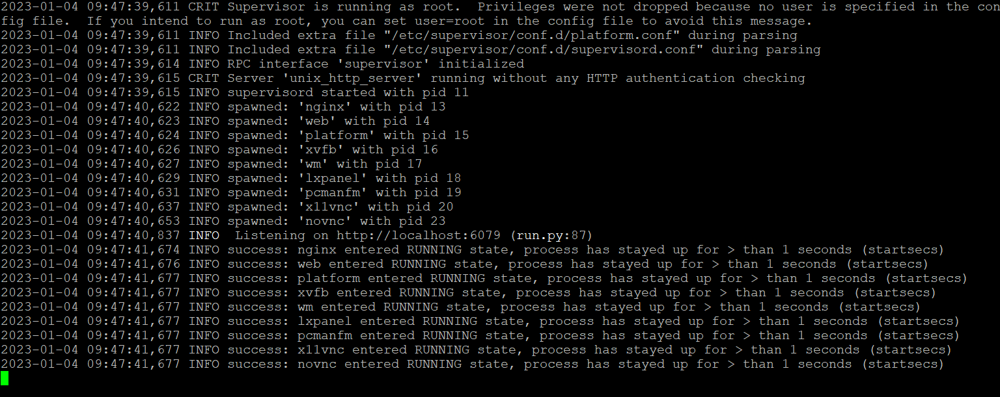 2023-01-04 09:47:39,611 CRIT Supervisor is running as root.  Privileges were not dropped because no user is specified in the con
fig file.  If you intend to run as root, you can set user=root in the config file to avoid this message.
2023-01-04 09:47:39,611 INFO Included extra file "/etc/supervisor/conf.d/platform.conf" during parsing
2023-01-04 09:47:39,611 INFO Included extra file "/etc/supervisor/conf.d/supervisord.conf" during parsing
2023-01-04 09:47:39,614 INFO RPC interface 'supervisor' initialized
2023-01-04 09:47:39,615 CRIT Server 'unix_http_server' running without any HTTP authentication checking
2023-01-04 09:47:39,615 INFO supervisord started with pid 11
2023-01-04 09:47:40,622 INFO spawned: 'nginx' with pid 13
2023-01-04 09:47:40,623 INFO spawned: 'web' with pid 14
2023-01-04 09:47:40,624 INFO spawned: 'platform' with pid 15
2023-01-04 09:47:40,626 INFO spawned: 'xvfb' with pid 16
2023-01-04 09:47:40,627 INFO spawned: 'wm' with pid 17
2023-01-04 09:47:40,629 INFO spawned: 'lxpanel' with pid 18
2023-01-04 09:47:40,631 INFO spawned: 'pcmanfm' with pid 19
2023-01-04 09:47:40,637 INFO spawned: 'x11vnc' with pid 20
2023-01-04 09:47:40,653 INFO spawned: 'novnc' with pid 23
2023-01-04 09:47:40,837 INFO  Listening on http://localhost:6079 (run.py:87)
2023-01-04 09:47:41,674 INFO success: nginx entered RUNNING state, process has stayed up for > than 1 seconds (startsecs)
2023-01-04 09:47:41,676 INFO success: web entered RUNNING state, process has stayed up for > than 1 seconds (startsecs)
2023-01-04 09:47:41,677 INFO success: platform entered RUNNING state, process has stayed up for > than 1 seconds (startsecs)
2023-01-04 09:47:41,677 INFO success: xvfb entered RUNNING state, process has stayed up for > than 1 seconds (startsecs)
2023-01-04 09:47:41,677 INFO success: wm entered RUNNING state, process has stayed up for > than 1 seconds (startsecs)
2023-01-04 09:47:41,677 INFO success: lxpanel entered RUNNING state, process has stayed up for > than 1 seconds (startsecs)
2023-01-04 09:47:41,677 INFO success: pcmanfm entered RUNNING state, process has stayed up for > than 1 seconds (startsecs)
2023-01-04 09:47:41,677 INFO success: x11vnc entered RUNNING state, process has stayed up for > than 1 seconds (startsecs)
2023-01-04 09:47:41,677 INFO success: novnc entered RUNNING state, process has stayed up for > than 1 seconds (startsecs)